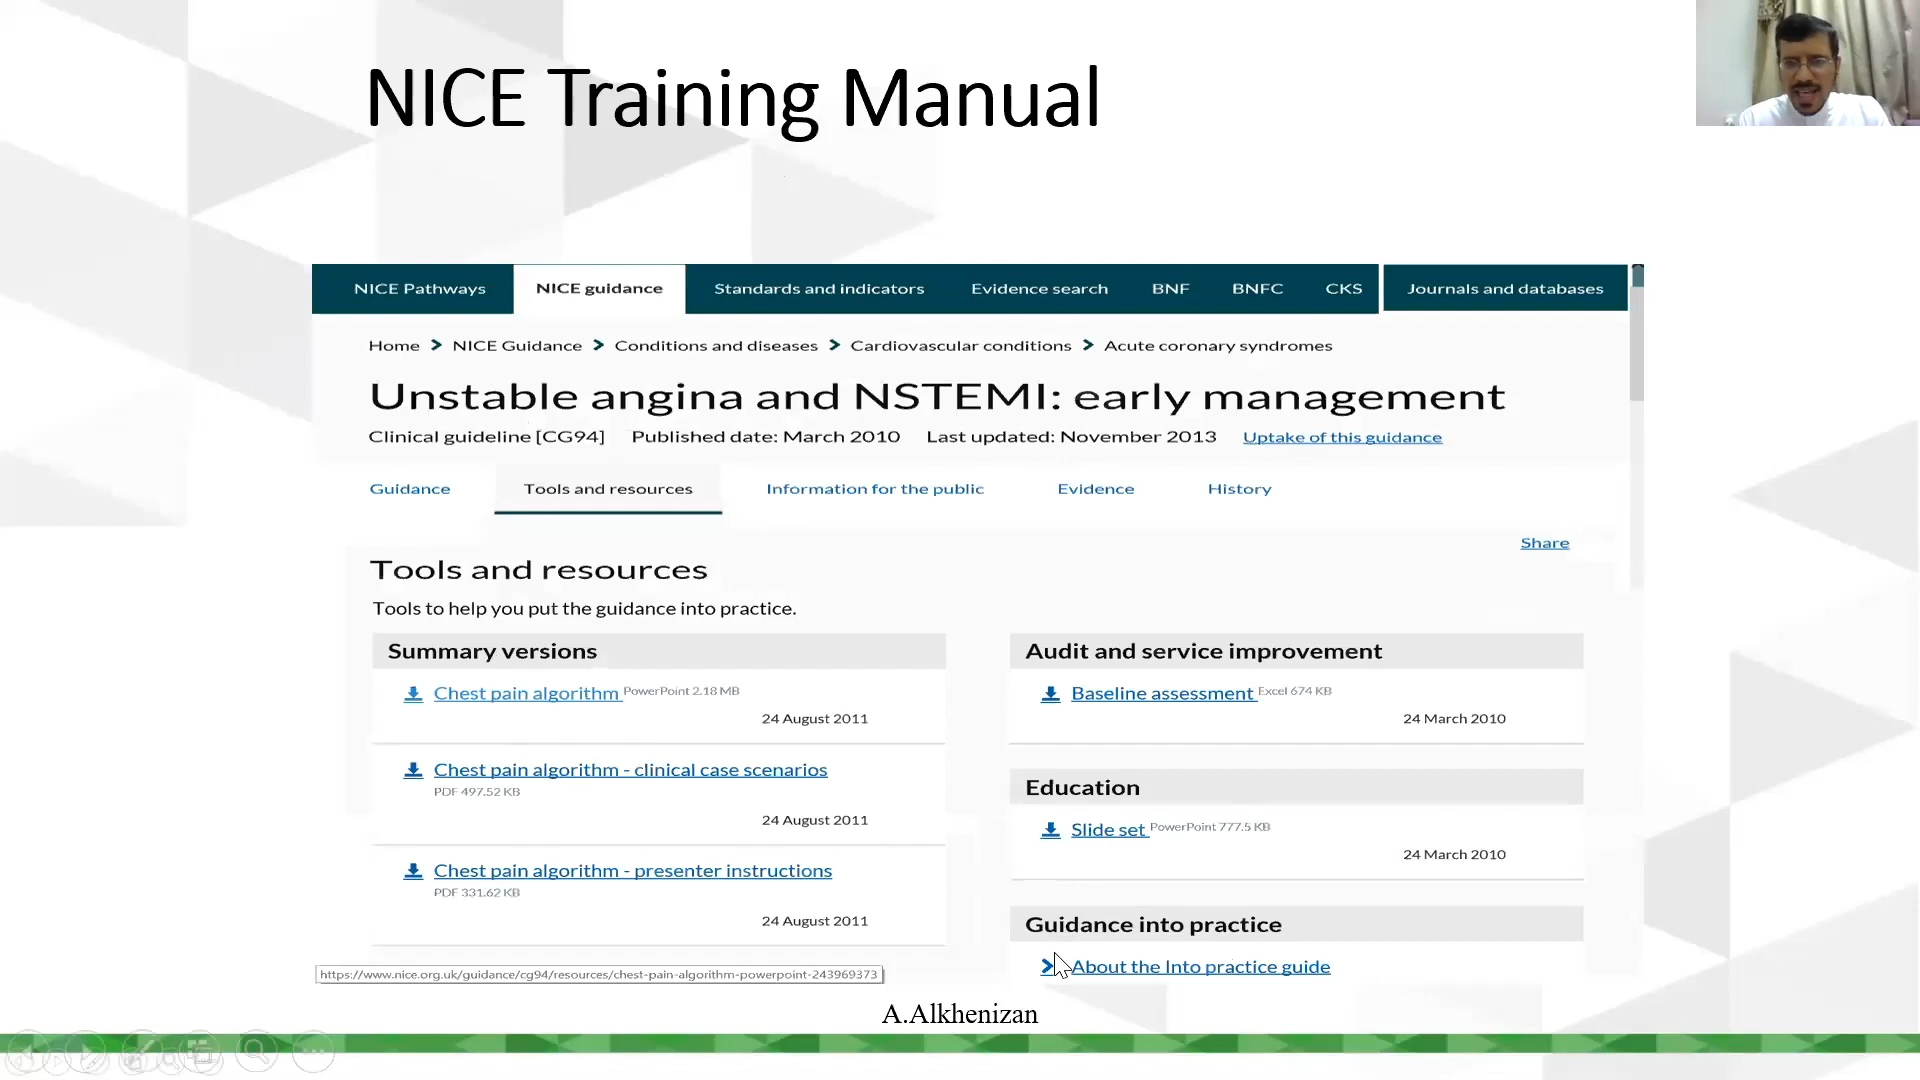 NICE Training Manual
NICE Pathways NICE guidance Standards and indicators Evidence search BNF BNFC CKS Journals and databases
Home > NICE Guidance > Conditions and diseases > Cardiovascular conditions > Acute coronary syndromes
Unstable angina and NSTEMI: early management
Clinical guideline [CG94] Published date: March 2010 Last updated: November 2013 Uptake of this guidance
Guidance Tools and resources Information for the public Evidence History
Share
Tools and resources
Tools to help you put the guidance into practice.
Summary versions
Chest pain algorithm PowerPoint 2.18 MB
24 August 2011
Chest pain algorithm - clinical case scenarios
PDF 497.52 KB
24 August 2011
Chest pain algorithm - presenter instructions
PDF 331.62 KB
24 August 2011
Audit and service improvement
Baseline assessment Excel 674 KB
24 March 2010
Education
Slide set PowerPoint 777.5 KB
24 March 2010
Guidance into practice
About the Into practice guide
https://www.nice.org.uk/guidance/cg94/resources/chest-pain-algorithm-powerpoint-243969373
A.Alkhenizan